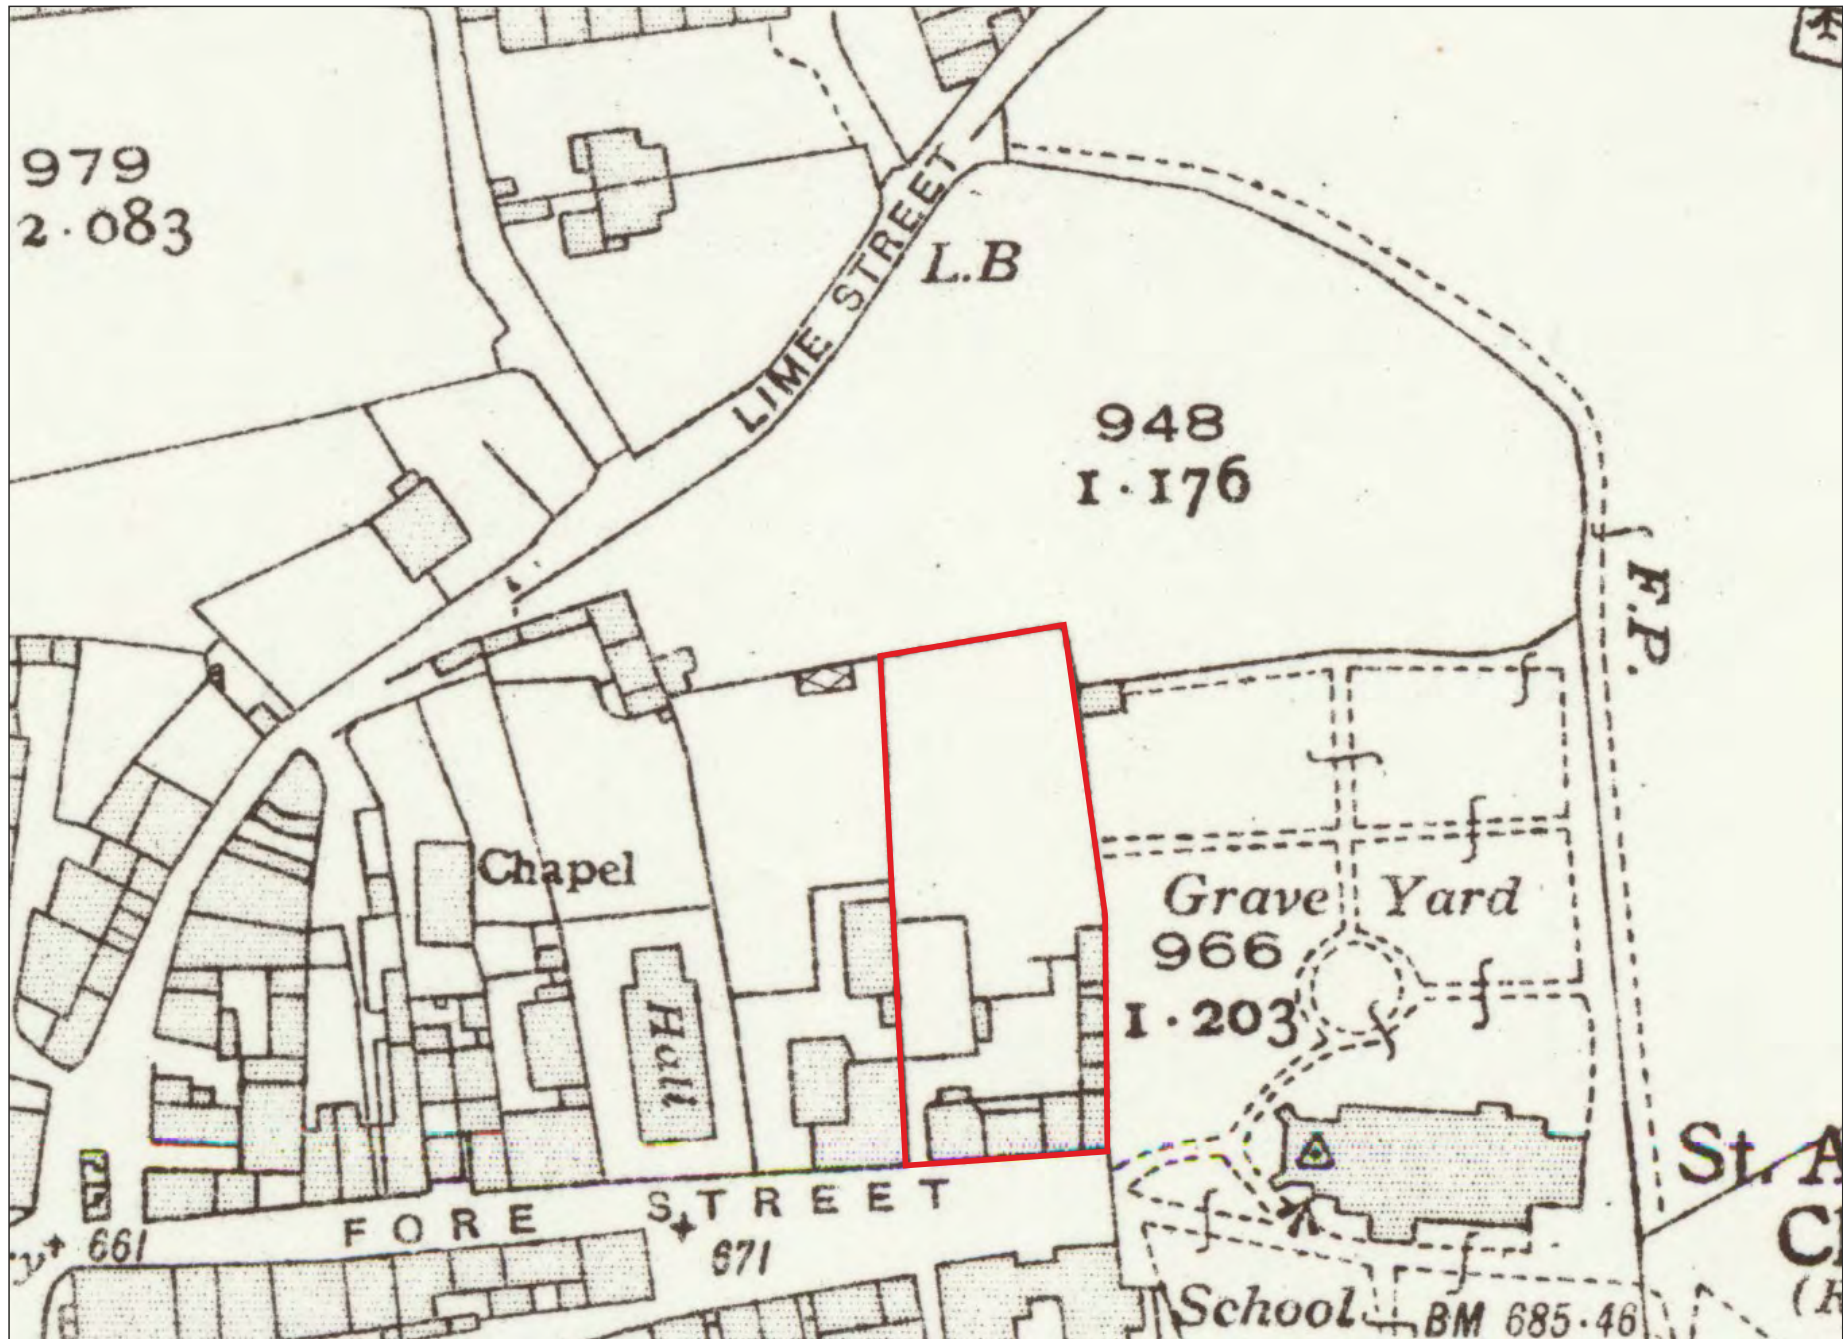 979
2·083
LIME STREET
L.B
948
1·176
F.P.
Chapel
Grave Yard
966
1·203
Hall
St. A
FORE STREET
661
671
C
School
BM 685·46